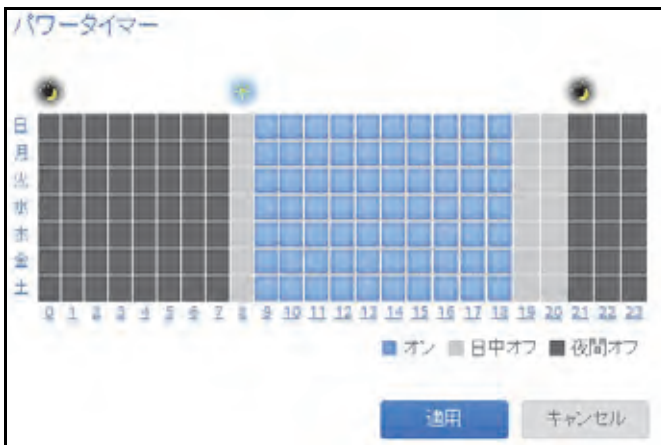 パワータイマー
日
月
火
水
木
金
土
0 1 2 3 4 5 6 7 8 9 10 11 12 13 14 15 16 17 18 19 20 21 22 23
オン 日中オフ 夜間オフ
適用 キャンセル